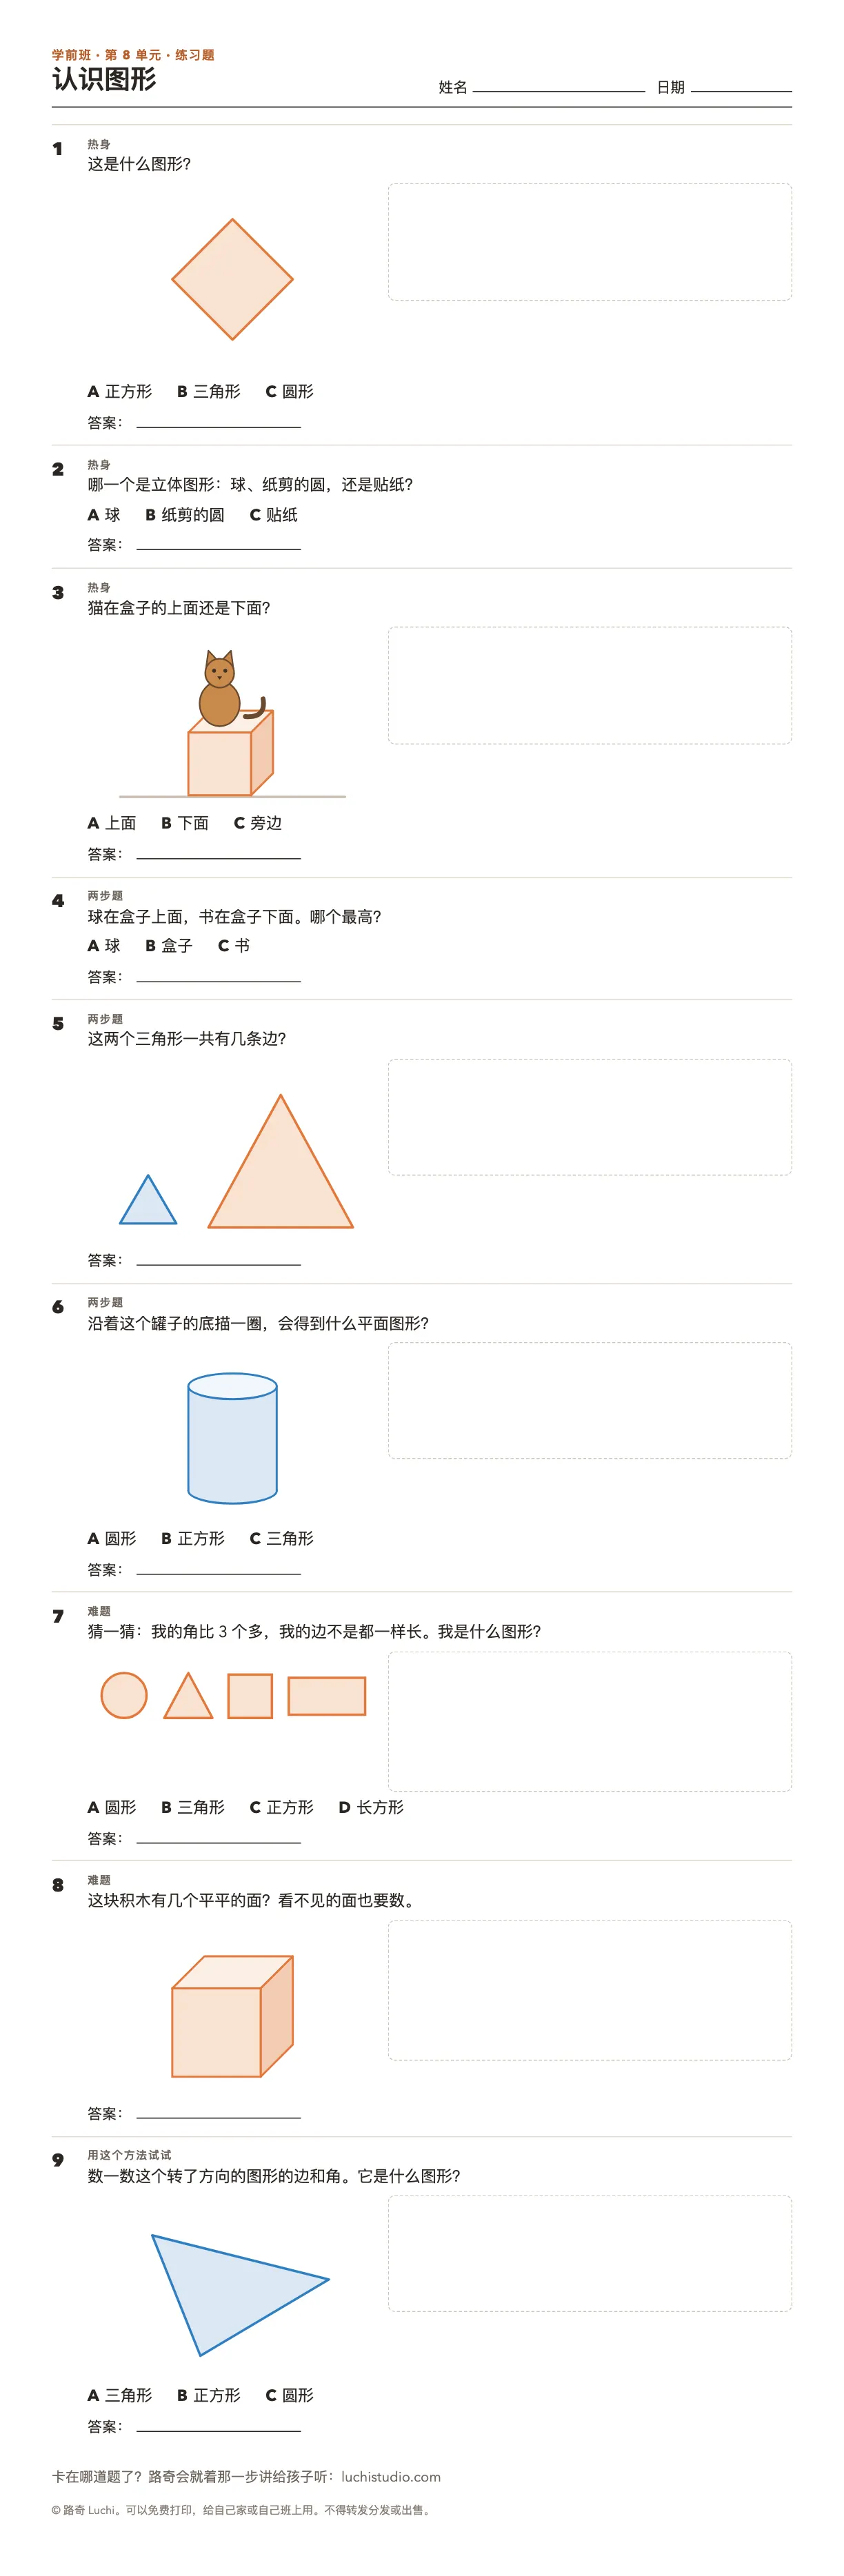 学前班 · 第 8 单元 · 练习题
认识图形
姓名 日期
1 热身
这是什么图形?
A 正方形 B 三角形 C 圆形
答案：
2 热身
哪一个是立体图形：球、纸剪的圆，还是贴纸?
A 球 B 纸剪的圆 C 贴纸
答案：
3 热身
猫在盒子的上面还是下面?
A 上面 B 下面 C 旁边
答案：
4 两步题
球在盒子上面，书在盒子下面。哪个最高?
A 球 B 盒子 C 书
答案：
5 两步题
这两个三角形一共有几条边?
答案：
6 两步题
沿着这个罐子的底描一圈，会得到什么平面图形?
A 圆形 B 正方形 C 三角形
答案：
7 难题
猜一猜：我的角比 3 个多，我的边不是都一样长。我是什么图形?
A 圆形 B 三角形 C 正方形 D 长方形
答案：
8 难题
这块积木有几个平平的面? 看不见的面也要数。
答案：
9 用这个方法试试
数一数这个转了方向的图形的边和角。它是什么图形?
A 三角形 B 正方形 C 圆形
答案：
卡在哪道题了? 路奇会就着那一步讲给孩子听：luchistudio.com
© 路奇 Luchi。可以免费打印，给自己家或自己班上用。不得转发分发或出售。